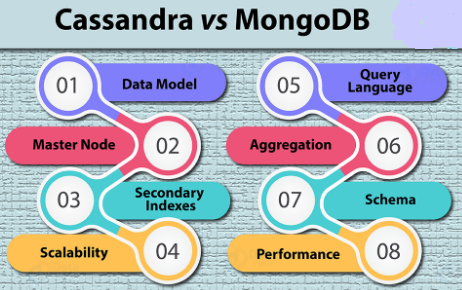 Cassandra vs MongoDB
01
Data Model
Master Node
02
03
Secondary
Indexes
Scalability
04
05
Query
Language
Aggregation
06
07
Schema
Performance
08